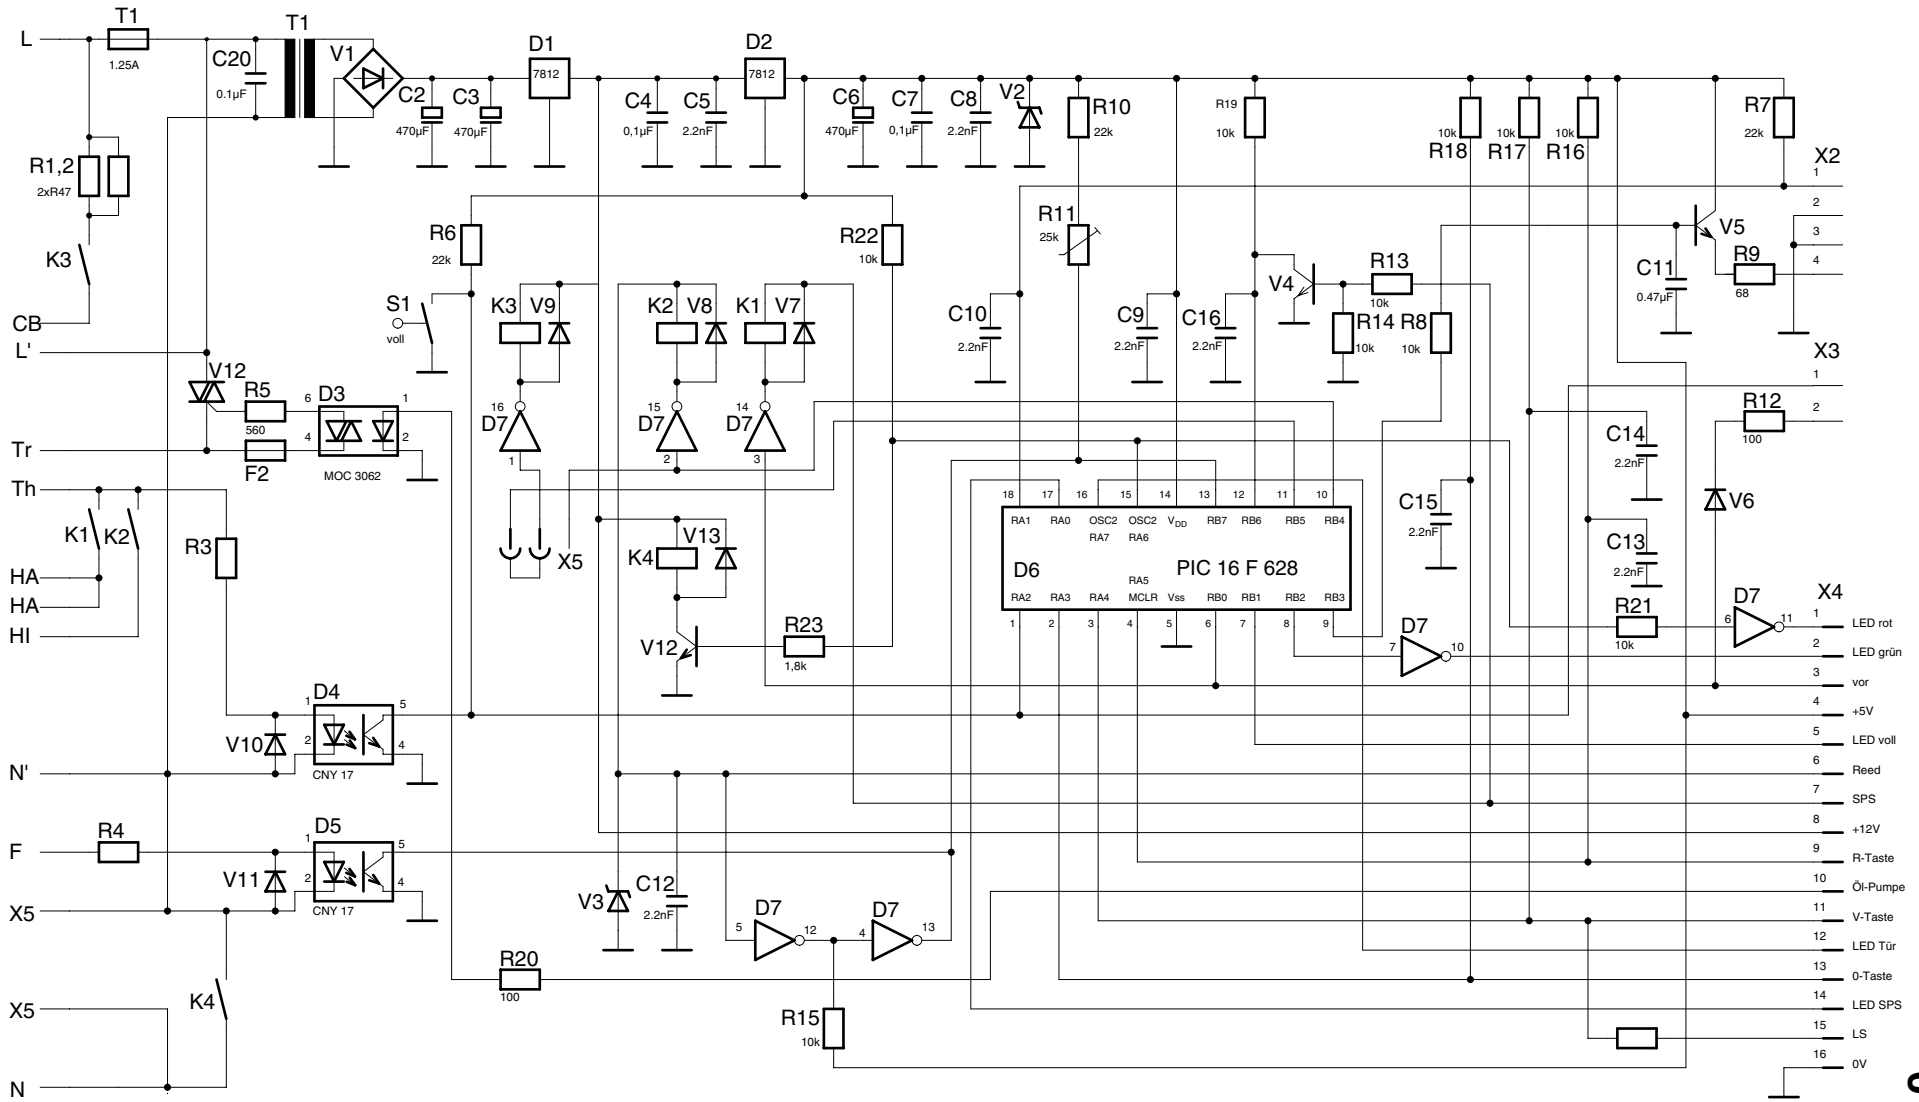 L
T1
1.25A
T1
C20
0.1µF
V1
C2
470µF
C3
470µF
D1
7812
C4
0,1µF
C5
2.2nF
D2
7812
C6
470µF
C7
0,1µF
C8
2.2nF
V2
R10
22k
R19
10k
10k
R18
10k
R17
10k
R16
R7
22k
X2
1
2
3
4
R1,2
2xR47
K3
CB
L'
R6
22k
S1
voll
K3
V9
K2
V8
K1
V7
R22
10k
R11
25k
C10
2.2nF
C9
2.2nF
C16
2.2nF
V4
R13
10k
R14
10k
R8
10k
C11
0.47µF
V5
R9
68
X3
1
2
R12
100
V12
R5
560
F2
D3
6
4
1
2
MOC 3062
Tr
Th
16
D7
1
15
D7
2
14
D7
3
C14
2.2nF
C15
2.2nF
C13
2.2nF
V6
K1
K2
R3
HA
HA
HI
X5
K4
V13
V12
R23
1,8k
18
17
16
15
14
13
12
11
10
RA1
RA0
OSC2
RA7
OSC2
RA6
VDD
RB7
RB6
RB5
RB4
D6
PIC 16 F 628
RA5
RA2
RA3
RA4
MCLR
Vss
RB0
RB1
RB2
RB3
1
2
3
4
5
6
7
8
9
D7
7
10
R21
10k
D7
6
11
X4
1
LED rot
2
LED grün
3
vor
4
+5V
5
LED voll
6
Reed
7
SPS
8
+12V
9
R-Taste
10
Öl-Pumpe
11
V-Taste
12
LED Tür
13
0-Taste
14
LED SPS
15
LS
16
0V
D4
1
2
5
4
V10
CNY 17
N'
F
R4
D5
1
2
5
4
V11
CNY 17
X5
V3
C12
2.2nF
D7
5
12
D7
4
13
R20
100
R15
10k
K4
X5
N